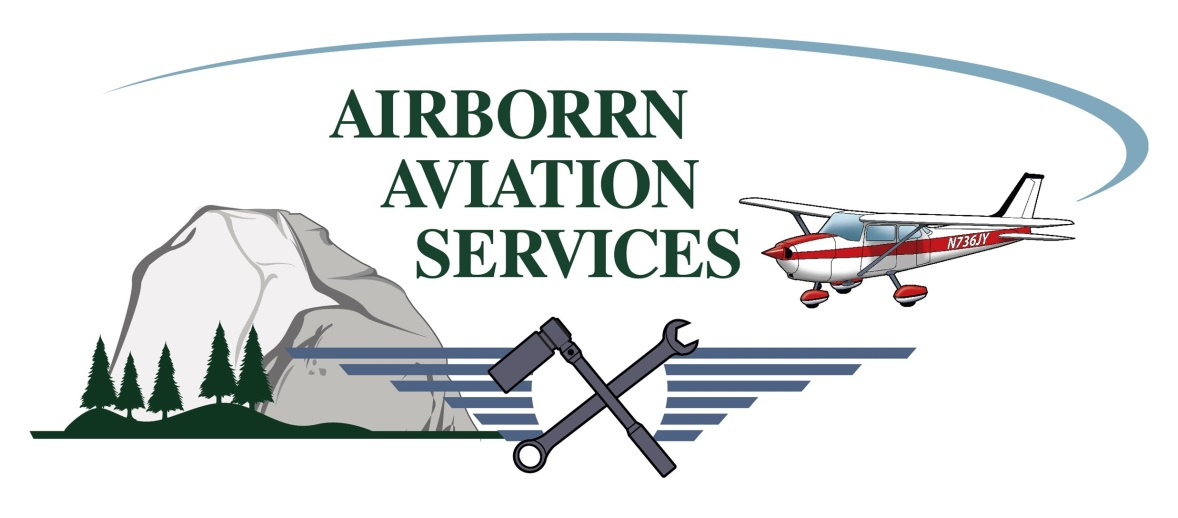 AIRBORRN
AVIATION
SERVICES
N736JY